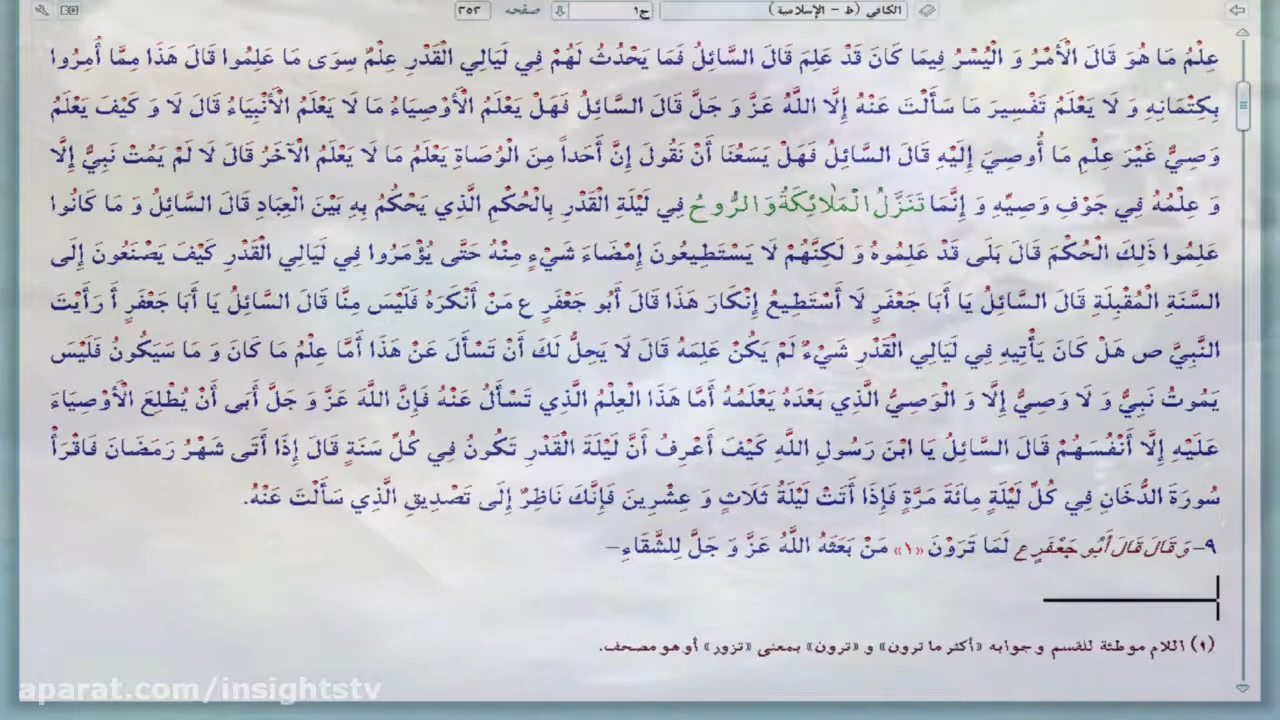 الكافي (ط - الإسلامية) ج١ صفحه ٢٥٢
عِلْمُ مَا هُوَ قَالَ الْأَمْرُ وَ الْيُسْرُ فِيمَا كَانَ قَدْ عَلِمَ قَالَ السَّائِلُ فَمَا يَحْدُثُ لَهُمْ فِي لَيَالِي الْقَدْرِ عِلْمٌ سِوَى مَا عَلِمُوا قَالَ هَذَا مِمَّا أُمِرُوا
بِكِتْمَانِهِ وَ لَا يَعْلَمُ تَفْسِيرَ مَا سَأَلْتَ عَنْهُ إِلَّا اللَّهُ عَزَّ وَ جَلَّ قَالَ السَّائِلُ فَهَلْ يَعْلَمُ الْأَوْصِيَاءُ مَا لَا يَعْلَمُ الْأَنْبِيَاءُ قَالَ لَا وَ كَيْفَ يَعْلَمُ
وَصِيٌّ غَيْرَ عِلْمِ مَا أُوصِيَ إِلَيْهِ قَالَ السَّائِلُ فَهَلْ يَسَعُنَا أَنْ نَقُولَ إِنَّ أَحَداً مِنَ الْوُصَاةِ يَعْلَمُ مَا لَا يَعْلَمُ الْآخَرُ قَالَ لَا لَمْ يَمُتْ نَبِيٌّ إِلَّا
وَ عِلْمُهُ فِي جَوْفِ وَصِيِّهِ وَ إِنَّمَا تَنَزَّلُ الْمَلَائِكَةُ وَ الرُّوحُ فِي لَيْلَةِ الْقَدْرِ بِالْحُكْمِ الَّذِي يَحْكُمُ بِهِ بَيْنَ الْعِبَادِ قَالَ السَّائِلُ وَ مَا كَانُوا
عَلِمُوا ذَلِكَ الْحُكْمَ قَالَ بَلَى قَدْ عَلِمُوهُ وَ لَكِنَّهُمْ لَا يَسْتَطِيعُونَ إِمْضَاءَ شَيْءٍ مِنْهُ حَتَّى يُؤْمَرُوا فِي لَيَالِي الْقَدْرِ كَيْفَ يَصْنَعُونَ إِلَى
السَّنَةِ الْمُقْبِلَةِ قَالَ السَّائِلُ يَا أَبَا جَعْفَرٍ لَا أَسْتَطِيعُ إِنْكَارَ هَذَا قَالَ أَبُو جَعْفَرٍ ع مَنْ أَنْكَرَهُ فَلَيْسَ مِنَّا قَالَ السَّائِلُ يَا أَبَا جَعْفَرٍ أَ رَأَيْتَ
النَّبِيَّ ص هَلْ كَانَ يَأْتِيهِ فِي لَيَالِي الْقَدْرِ شَيْءٌ لَمْ يَكُنْ عَلِمَهُ قَالَ لَا يَحِلُّ لَكَ أَنْ تَسْأَلَ عَنْ هَذَا أَمَّا عِلْمُ مَا كَانَ وَ مَا سَيَكُونُ فَلَيْسَ
يَمُوتُ نَبِيٌّ وَ لَا وَصِيٌّ إِلَّا وَ الْوَصِيُّ الَّذِي بَعْدَهُ يَعْلَمُهُ أَمَّا هَذَا الْعِلْمُ الَّذِي تَسْأَلُ عَنْهُ فَإِنَّ اللَّهَ عَزَّ وَ جَلَّ أَبَى أَنْ يُطْلِعَ الْأَوْصِيَاءَ
عَلَيْهِ إِلَّا أَنْفُسَهُمْ قَالَ السَّائِلُ يَا ابْنَ رَسُولِ اللَّهِ كَيْفَ أَعْرِفُ أَنَّ لَيْلَةَ الْقَدْرِ تَكُونُ فِي كُلِّ سَنَةٍ قَالَ إِذَا أَتَى شَهْرُ رَمَضَانَ فَاقْرَأْ
سُورَةَ الدُّخَانِ فِي كُلِّ لَيْلَةٍ مِائَةَ مَرَّةٍ فَإِذَا أَتَتْ لَيْلَةُ ثَلَاثٍ وَ عِشْرِينَ فَإِنَّكَ نَاظِرٌ إِلَى تَصْدِيقِ الَّذِي سَأَلْتَ عَنْهُ.
٩- وَ قَالَ قَالَ أَبُو جَعْفَرٍ ع لَمَا تَرَوْنَ «١» مَنْ بَعَثَهُ اللَّهُ عَزَّ وَ جَلَّ لِلشَّقَاءِ-
(١) اللام موطئة للقسم و جوابه «أكثر ما ترون» و «ترون» بمعنى «تزور» أو هو مصحف.
aparat.com/insightstv